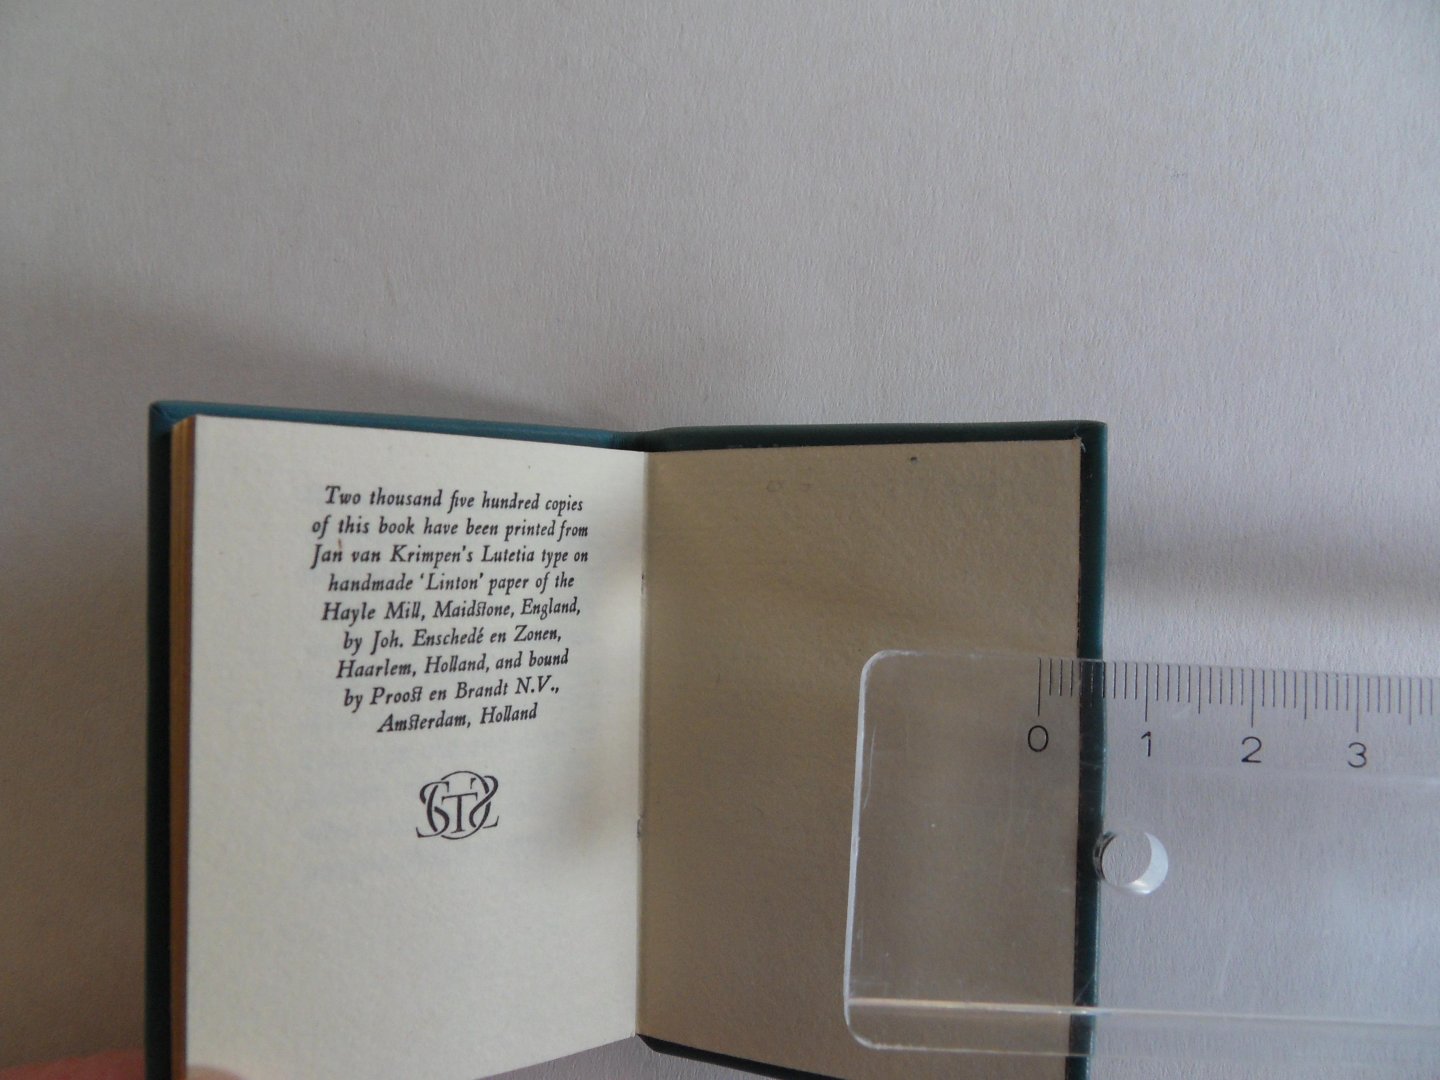 Two thousand five hundred copies
of this book have been printed from
Jan van Krimpen's Lutetia type on
handmade ‘Linton’ paper of the
Hayle Mill, Maidstone, England,
by Joh. Enschedé en Zonen,
Haarlem, Holland, and bound
by Proost en Brandt N.V.,
Amsterdam, Holland
0 1 2 3